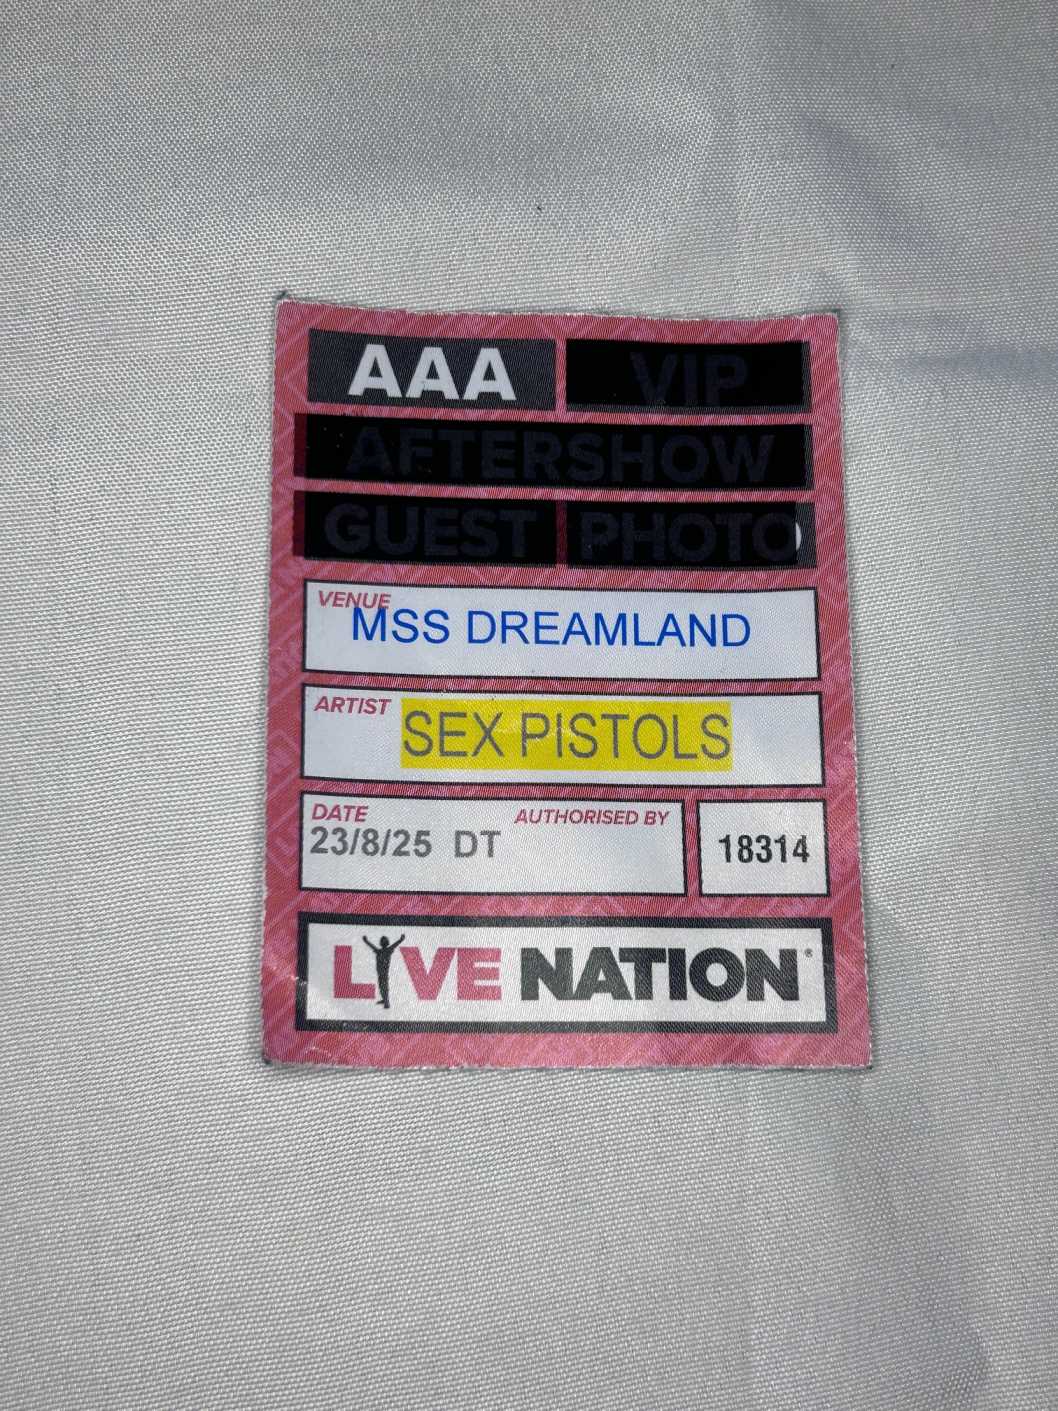 AAA VIP
AFTERSHOW
GUEST PHOTO
VENUE
MSS DREAMLAND
ARTIST
SEX PISTOLS
DATE AUTHORISED BY
23/8/25 DT
18314
LIVE NATION®